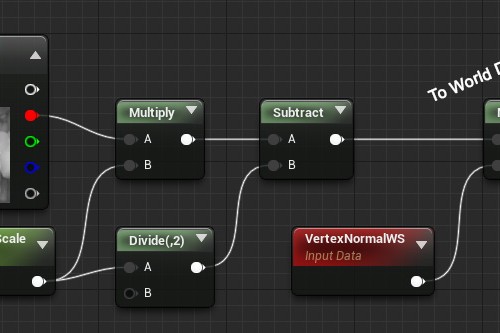 To World D
Multiply
A
B
Subtract
A
B
Scale
Divide(,2)
A
B
VertexNormalWS
Input Data